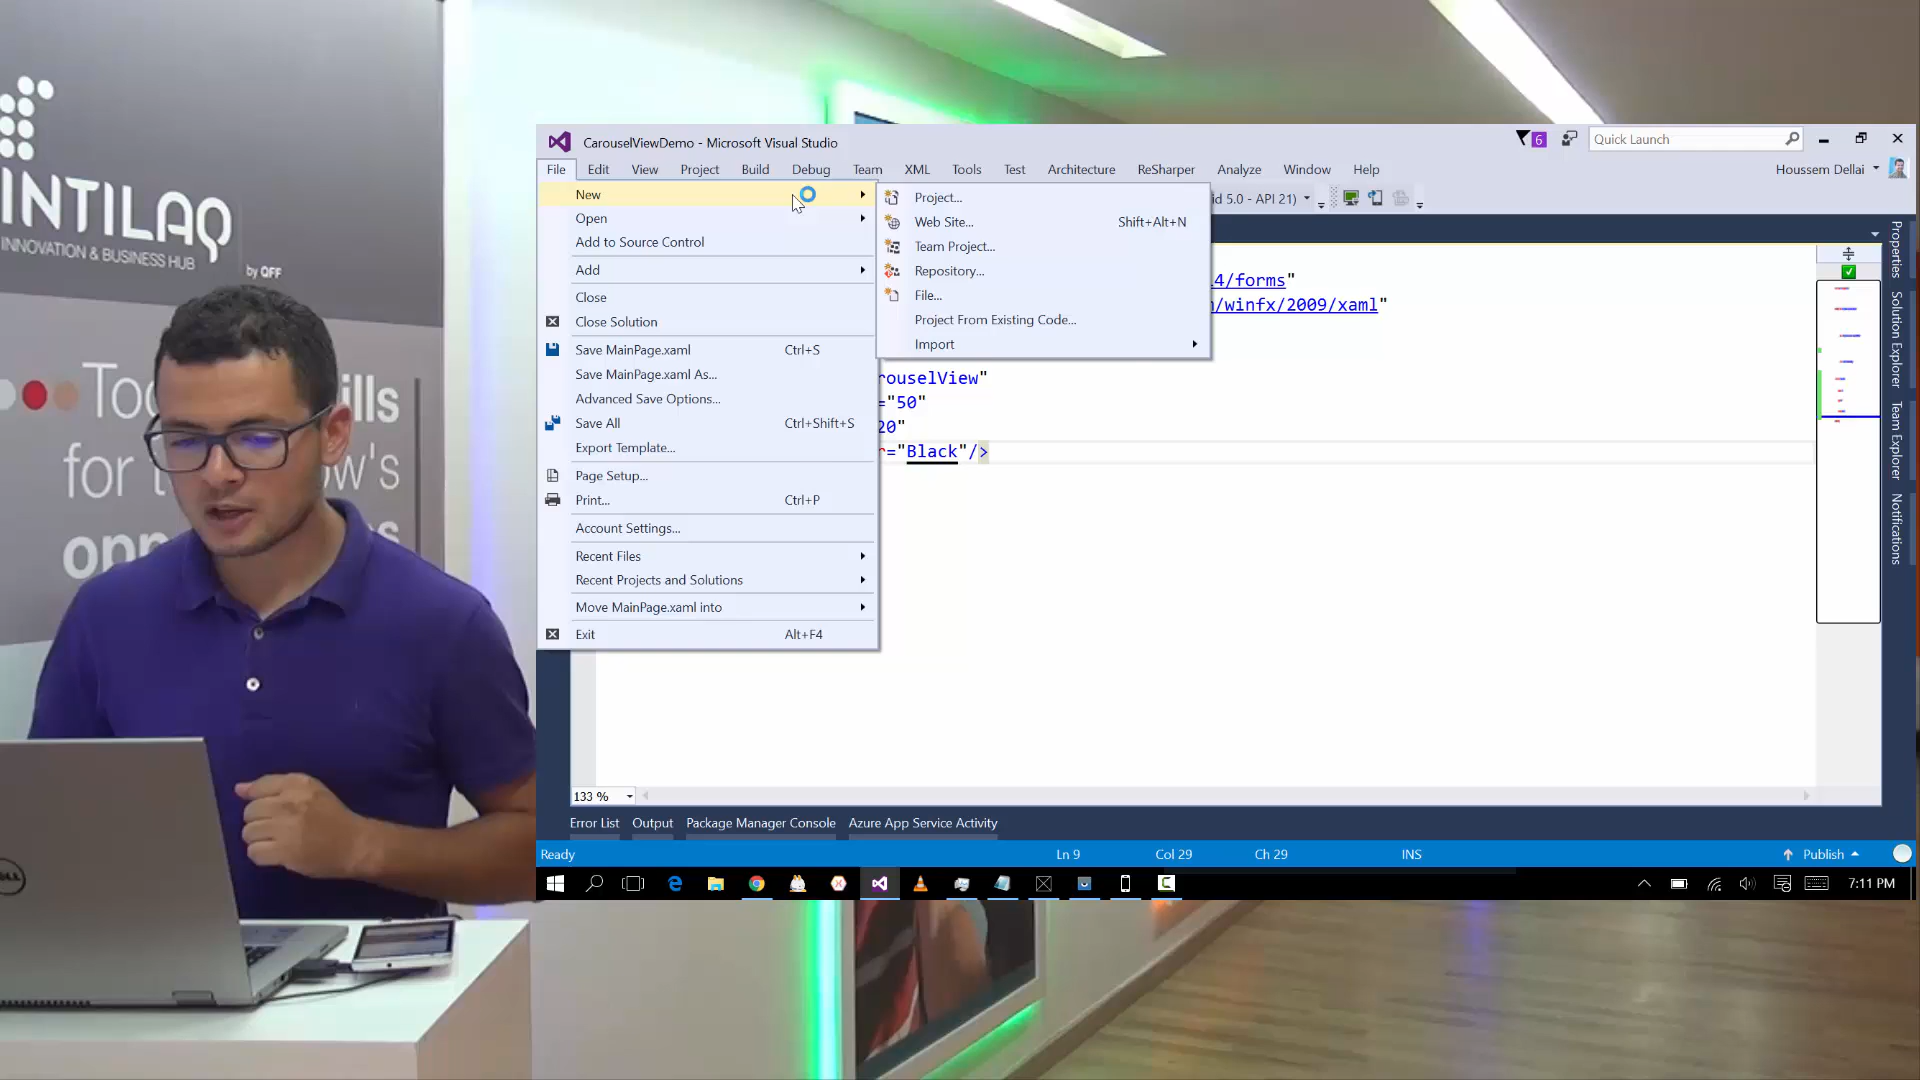 INTILAQ
INNOVATION & BUSINESS HUB
by QFF
lls
for t w's
opp s
CarouselViewDemo - Microsoft Visual Studio
6
Quick Launch
File Edit View Project Build Debug Team XML Tools Test Architecture ReSharper Analyze Window Help
Houssem Dellai
New
Open
Add to Source Control
Add
Close
Close Solution
Save MainPage.xaml Ctrl+S
Save MainPage.xaml As...
Advanced Save Options...
Save All Ctrl+Shift+S
Export Template...
Page Setup...
Print... Ctrl+P
Account Settings...
Recent Files
Recent Projects and Solutions
Move MainPage.xaml into
Exit Alt+F4
Project...
Web Site... Shift+Alt+N
Team Project...
Repository...
File...
Project From Existing Code...
Import
id 5.0 - API 21)
4/forms"
/winfx/2009/xaml"
rouselView"
="50"
20"
="Black"/>
Properties
Solution Explorer
Team Explorer
Notifications
133 %
Error List Output Package Manager Console Azure App Service Activity
Ready Ln 9 Col 29 Ch 29 INS Publish
7:11 PM
DELL